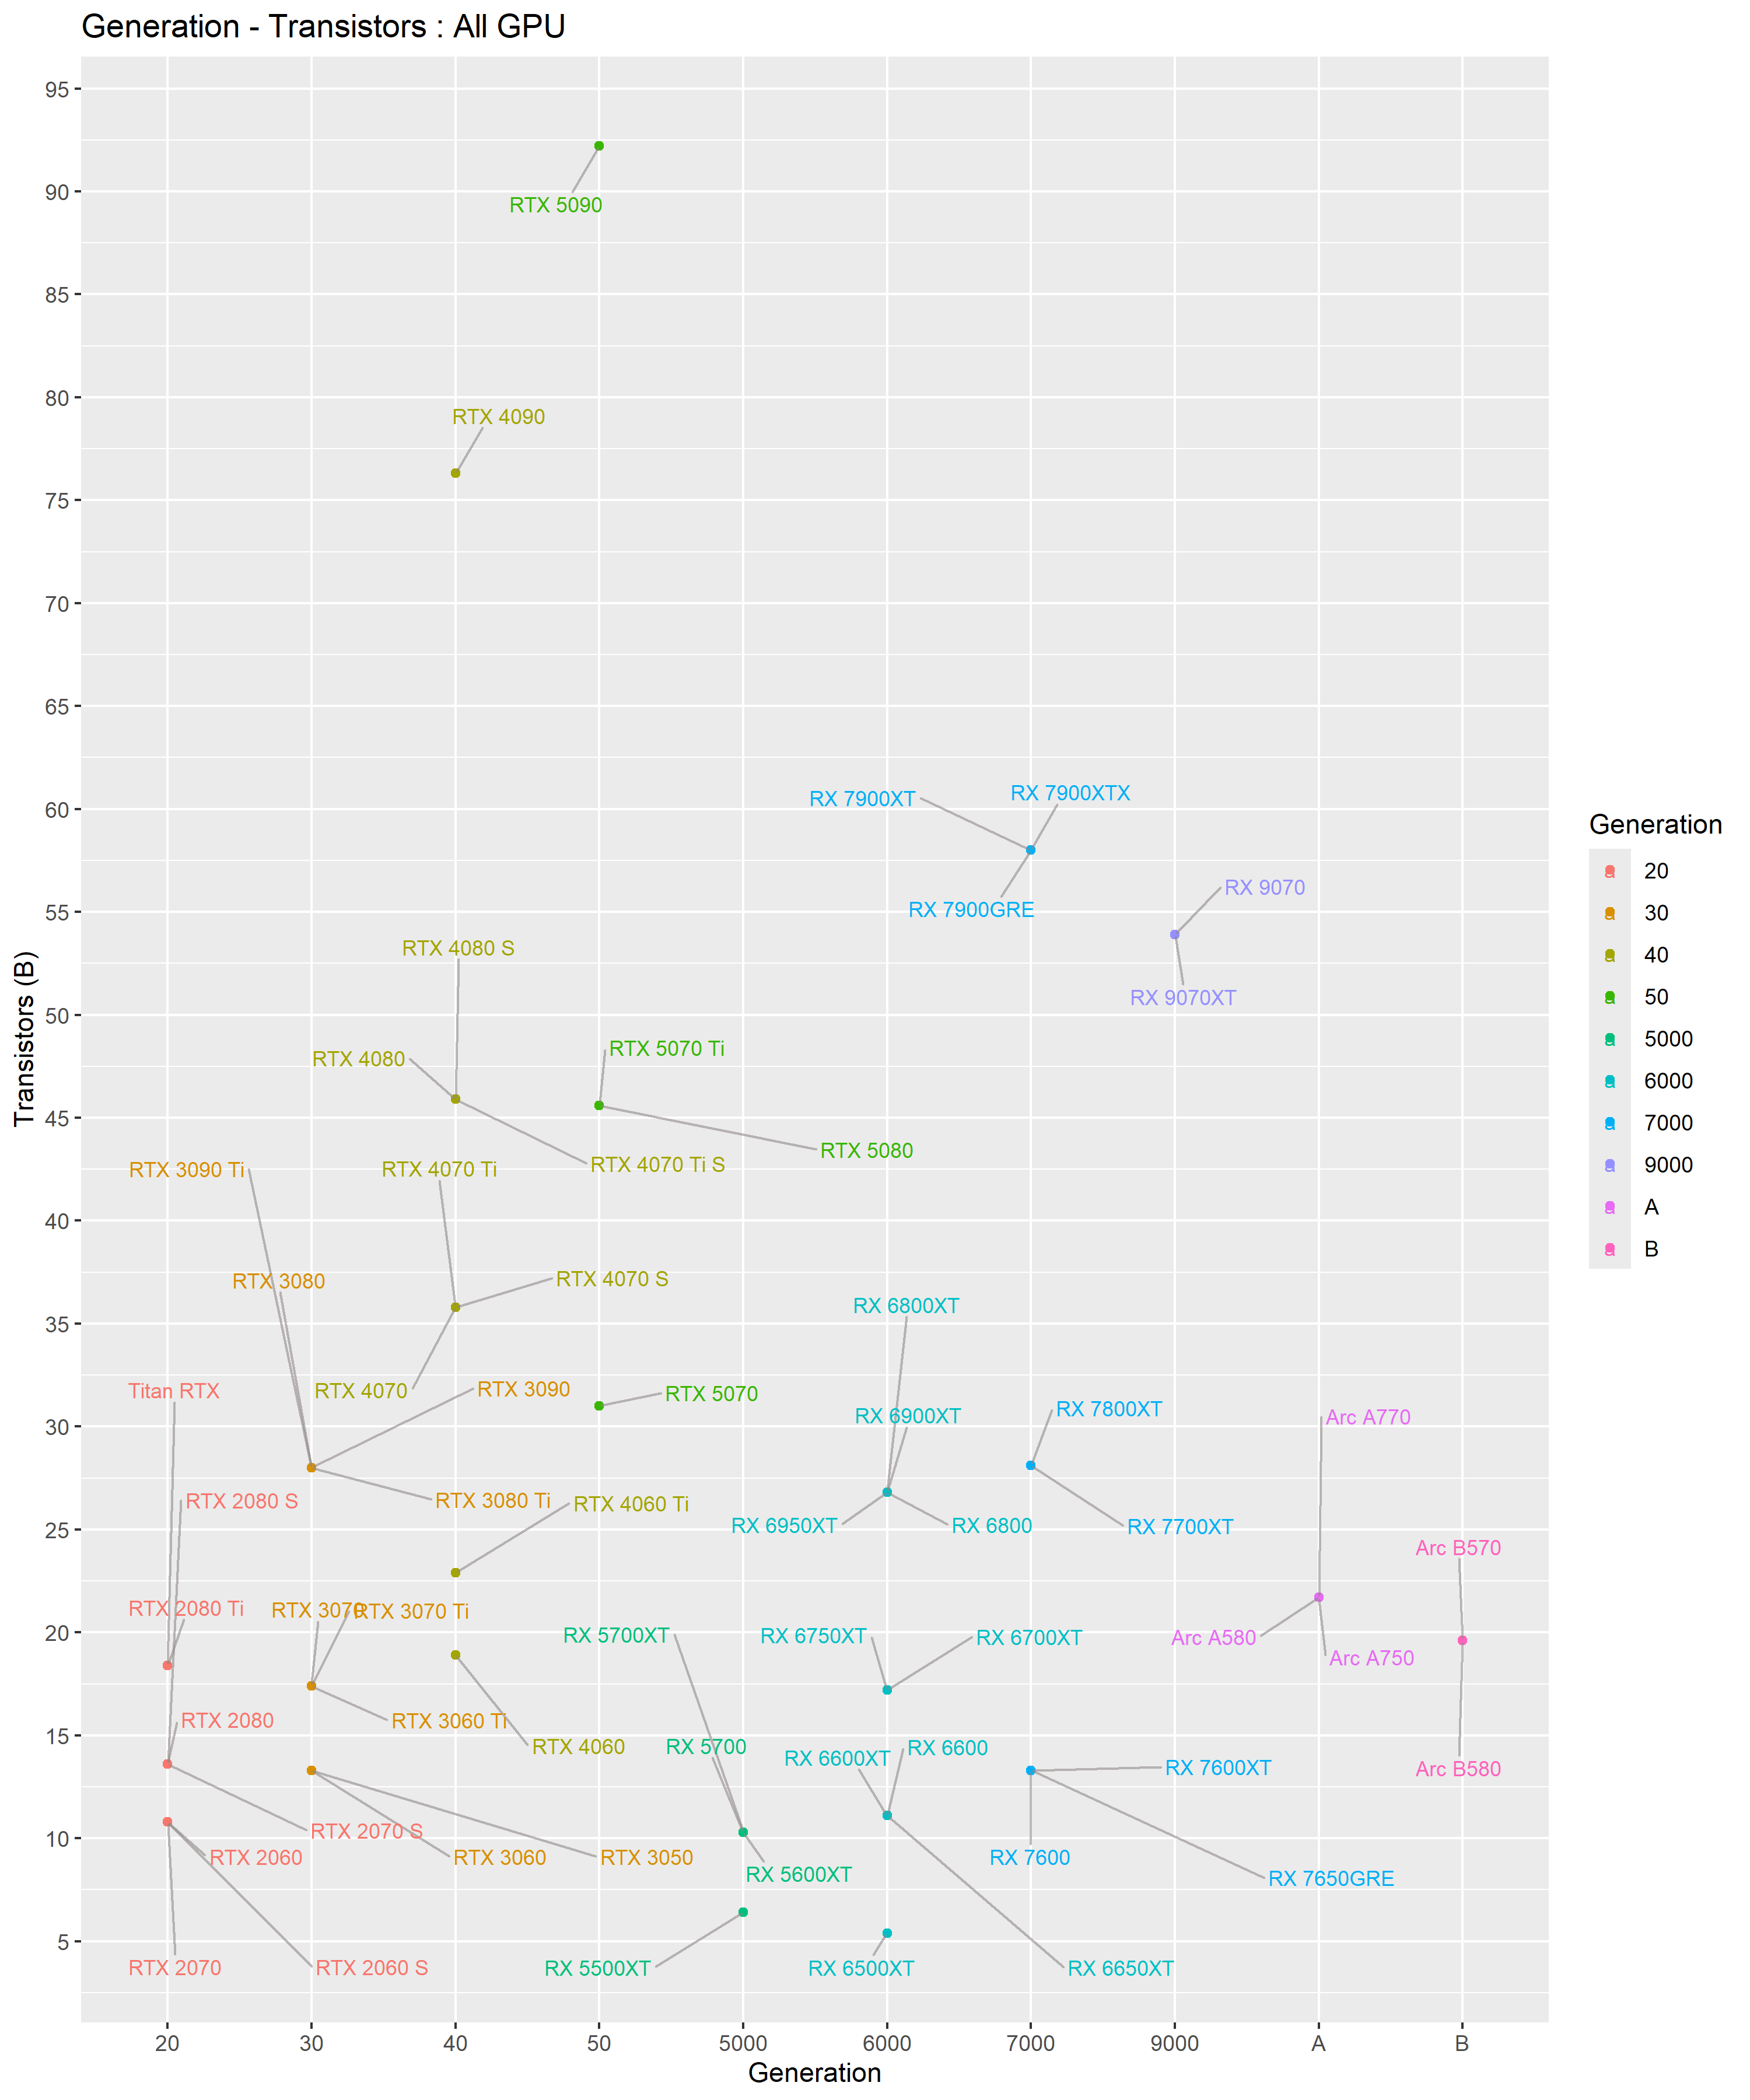 Generation - Transistors : All GPU
95
90
85
80
75
70
65
60
55
50
45
40
35
30
25
20
15
10
5
Transistors (B)
RTX 5090
RTX 4090
RX 7900XT
RX 7900XTX
RX 9070
RX 7900GRE
RTX 4080 S
RX 9070XT
RTX 4080
RTX 5070 Ti
RTX 5080
RTX 3090 Ti
RTX 4070 Ti
RTX 4070 Ti S
RTX 3080
RTX 4070 S
RX 6800XT
Titan RTX
RTX 4070
RTX 3090
RTX 5070
RX 6900XT
RX 7800XT
Arc A770
RTX 2080 S
RTX 3080 Ti
RTX 4060 Ti
RX 6950XT
RX 6800
RX 7700XT
Arc B570
RTX 2080 Ti
RTX 3070
RTX 3070 Ti
RX 5700XT
RX 6750XT
RX 6700XT
Arc A580
Arc A750
RTX 2080
RTX 3060 Ti
RTX 4060
RX 5700
RX 6600XT
RX 6600
RX 7600XT
Arc B580
RTX 2070 S
RTX 2060
RTX 3060
RTX 3050
RX 5600XT
RX 7600
RX 7650GRE
RTX 2070
RTX 2060 S
RX 5500XT
RX 6500XT
RX 6650XT
20
30
40
50
5000
6000
7000
9000
A
B
Generation
Generation
a 20
a 30
a 40
a 50
a 5000
a 6000
a 7000
a 9000
a A
a B